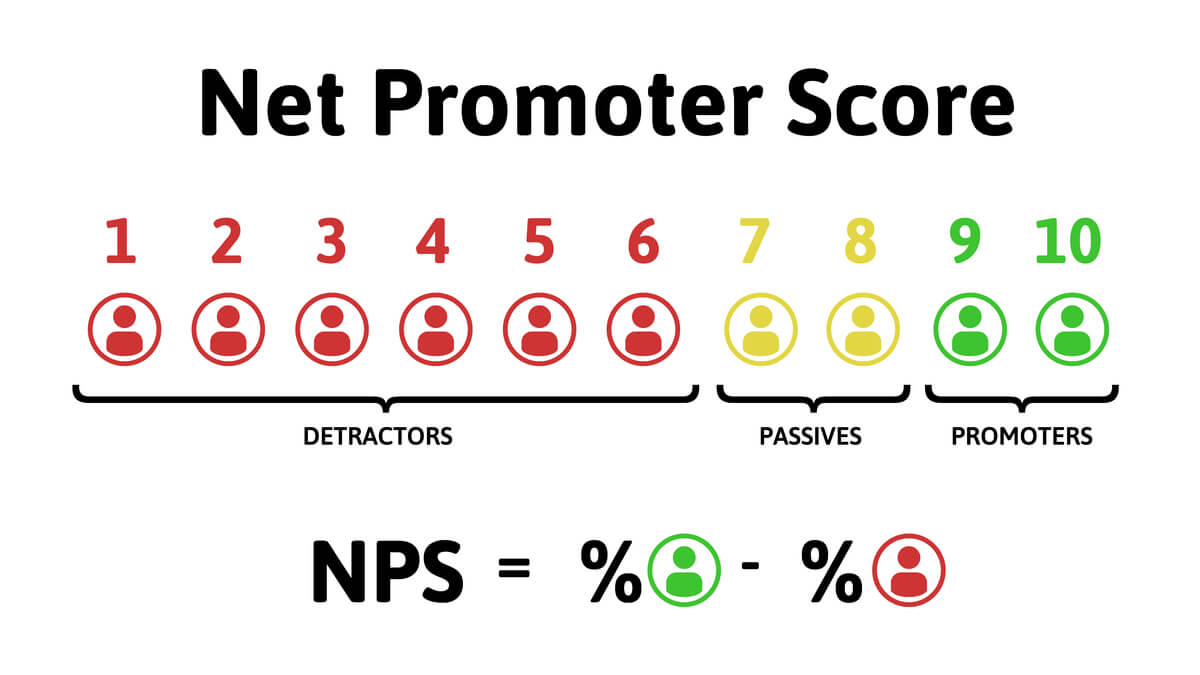 Net Promoter Score
1 2 3 4 5 6 7 8 9 10
DETRACTORS PASSIVES PROMOTERS
NPS = % - %